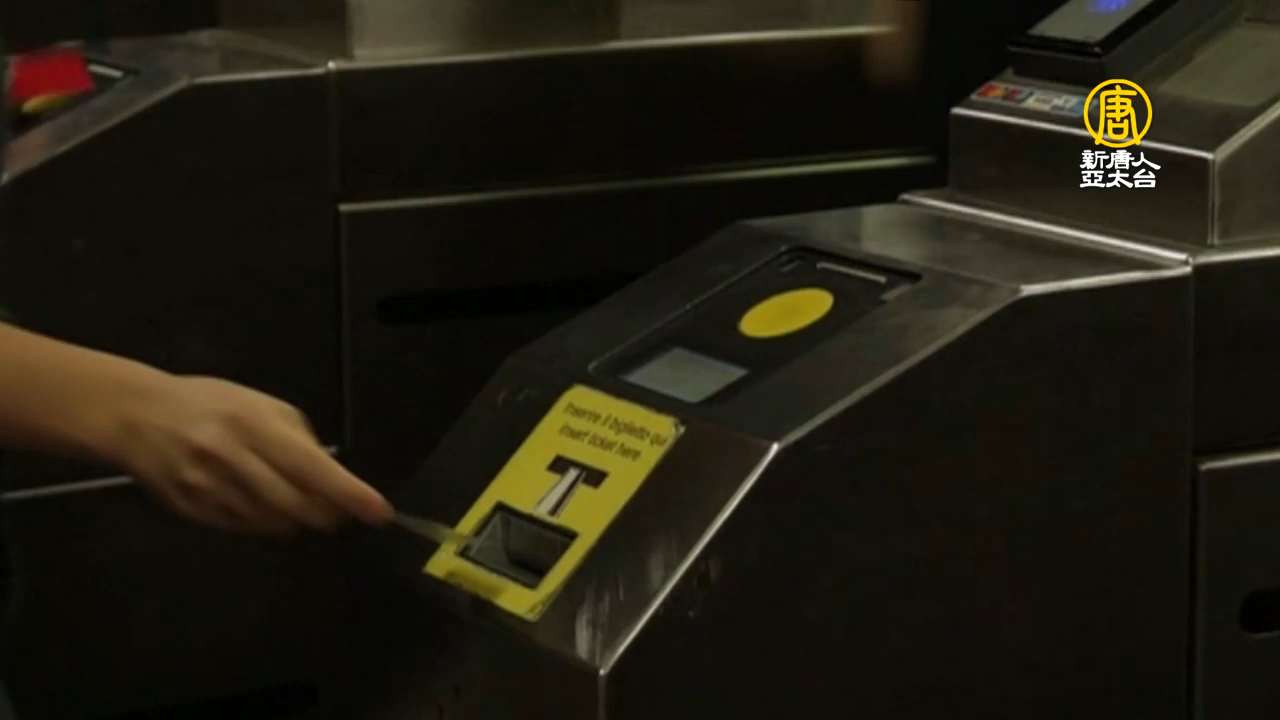 唐
新唐人
亞太台
Inserire il biglietto qui
Insert ticket here